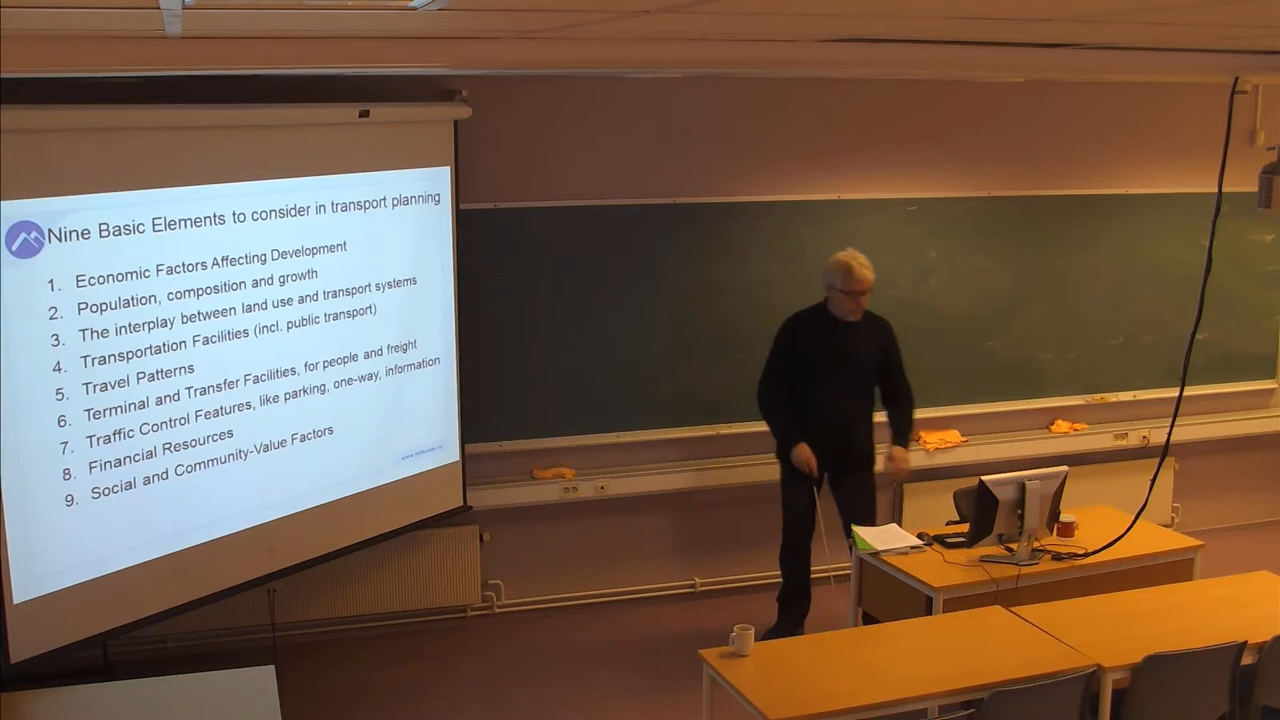 Nine Basic Elements to consider in transport planning
1. Economic Factors Affecting Development
2. Population, composition and growth
3. The interplay between land use and transport systems
4. Transportation Facilities (incl. public transport)
5. Travel Patterns
6. Terminal and Transfer Facilities, for people and freight
7. Traffic Control Features, like parking, one-way, information
8. Financial Resources
9. Social and Community-Value Factors